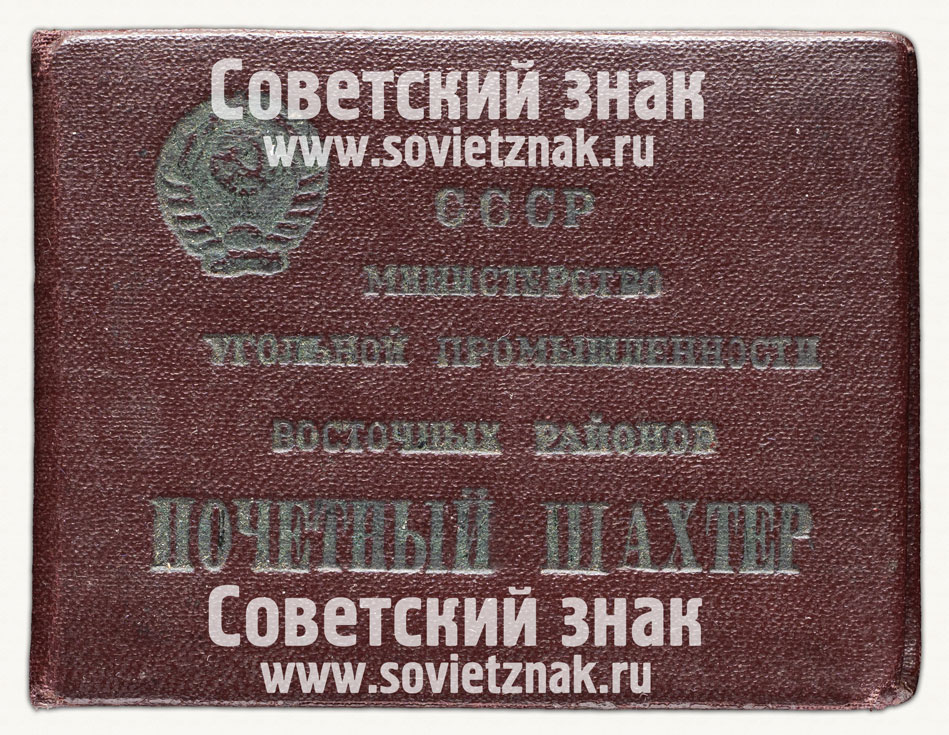 Советский знак
www.sovietznak.ru
СССР
МИНИСТЕРСТВО
УГОЛЬНОЙ ПРОМЫШЛЕННОСТИ
ВОСТОЧНЫХ РАЙОНОВ
ПОЧЕТНЫЙ ШАХТЕР
Советский знак
www.sovietznak.ru